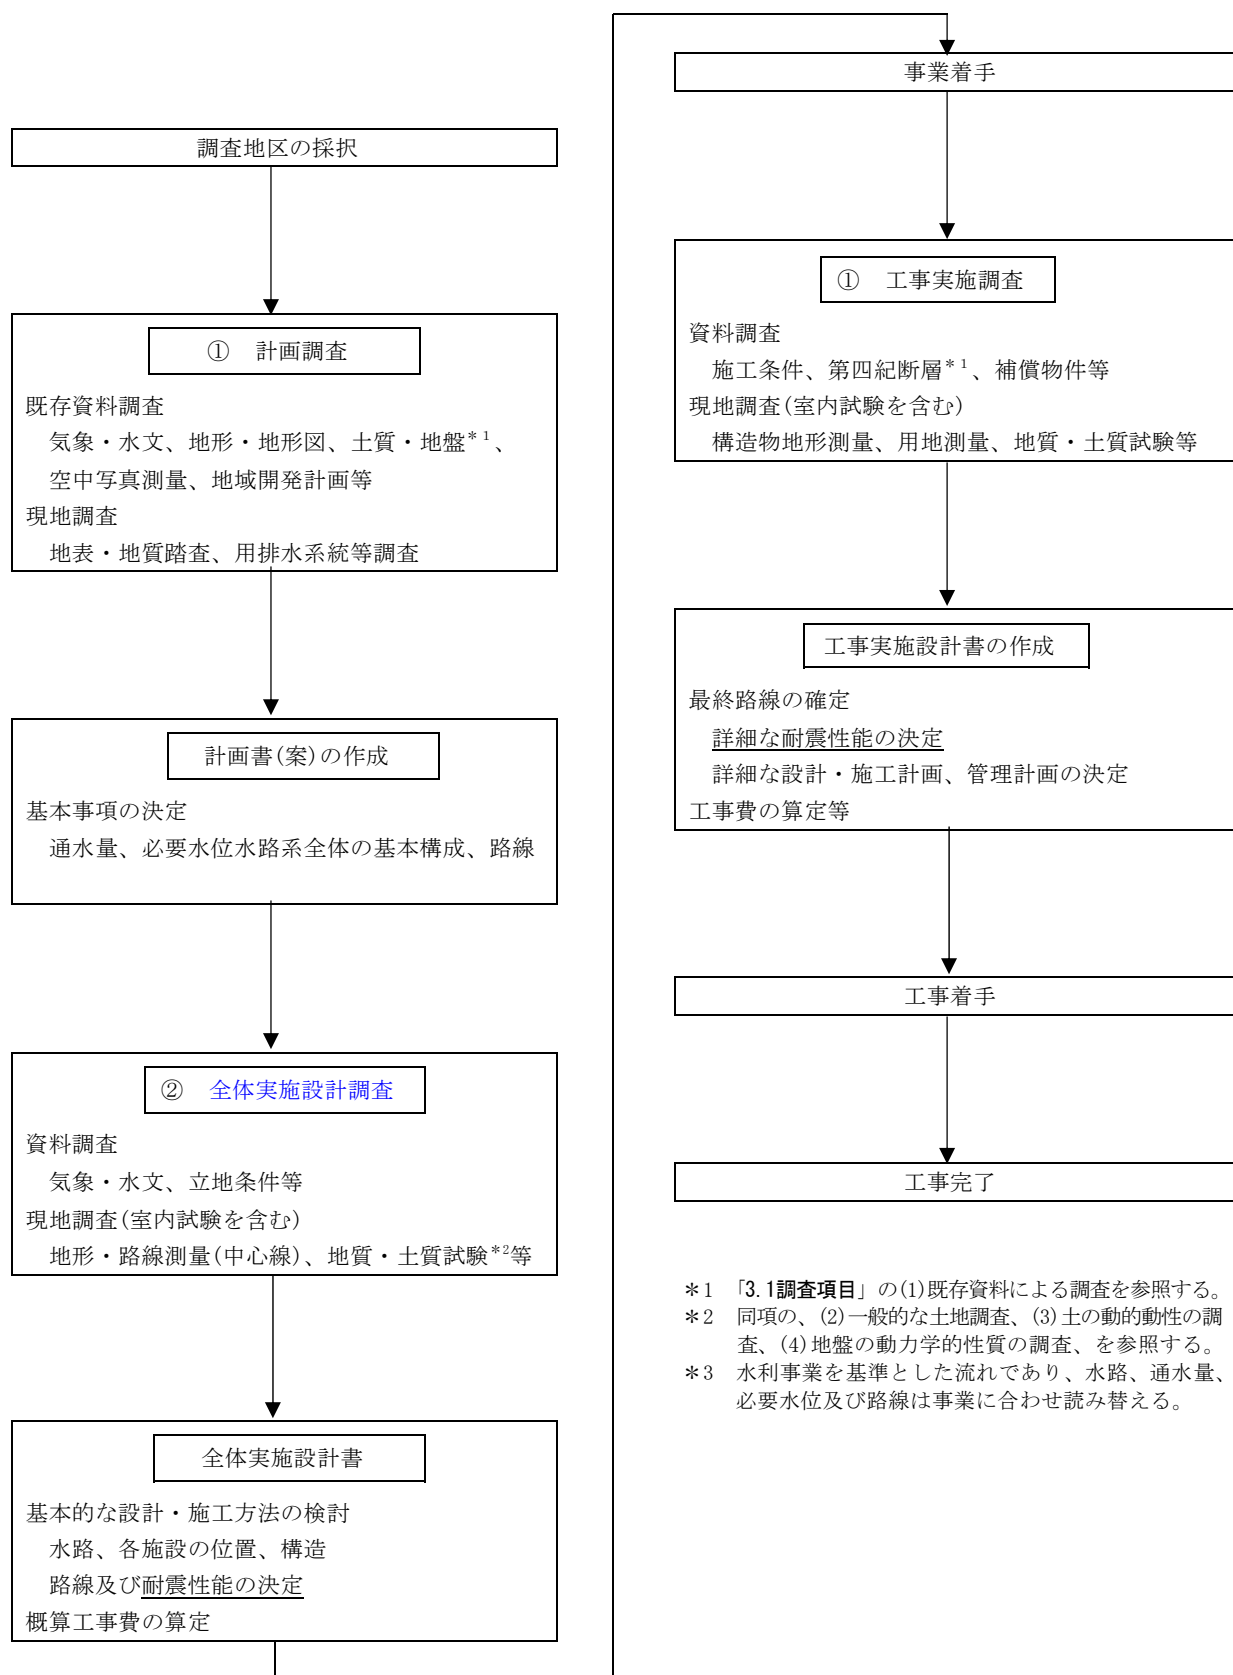 調査地区の採択
① 計画調査
既存資料調査
気象・水文、地形・地形図、土質・地盤＊1、
空中写真測量、地域開発計画等
現地調査
地表・地質踏査、用排水系統等調査
計画書(案)の作成
基本事項の決定
通水量、必要水位水路系全体の基本構成、路線
② 全体実施設計調査
資料調査
気象・水文、立地条件等
現地調査(室内試験を含む)
地形・路線測量(中心線)、地質・土質試験＊2等
全体実施設計書
基本的な設計・施工方法の検討
水路、各施設の位置、構造
路線及び耐震性能の決定
概算工事費の算定
事業着手
① 工事実施調査
資料調査
施工条件、第四紀断層＊1、補償物件等
現地調査(室内試験を含む)
構造物地形測量、用地測量、地質・土質試験等
工事実施設計書の作成
最終路線の確定
詳細な耐震性能の決定
詳細な設計・施工計画、管理計画の決定
工事費の算定等
工事着手
工事完了
＊1 「3.1調査項目」の(1)既存資料による調査を参照する。
＊2 同項の、(2)一般的な土地調査、(3)土の動的動性の調
査、(4)地盤の動力学的性質の調査、を参照する。
＊3 水利事業を基準とした流れであり、水路、通水量、
必要水位及び路線は事業に合わせ読み替える。